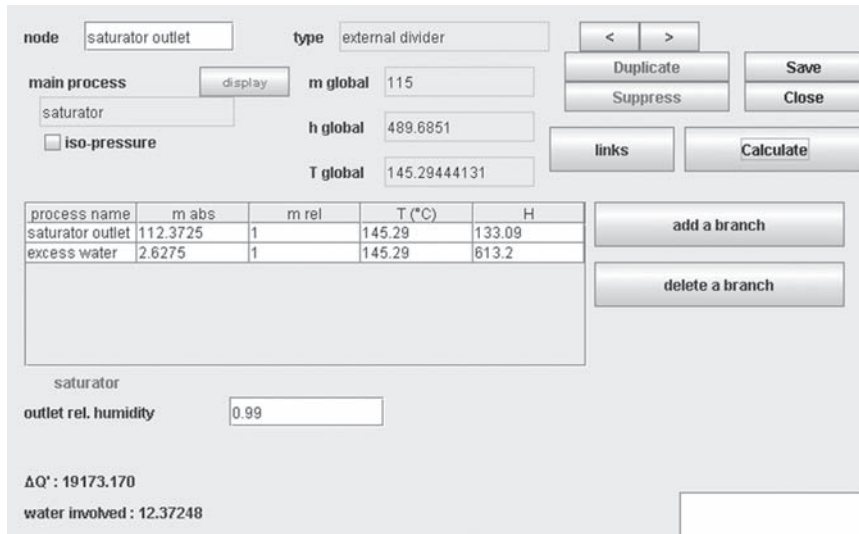 node saturator outlet type external divider < >
Duplicate Save
main process display m global 115
Suppress Close
saturator
h global 489.6851
iso-pressure
links Calculate
T global 145.29444131
process name m abs m rel T (°C) H
saturator outlet 112.3725 1 145.29 133.09
excess water 2.6275 1 145.29 613.2
add a branch
delete a branch
saturator
outlet rel. humidity 0.99
ΔQ' : 19173.170
water involved : 12.37248